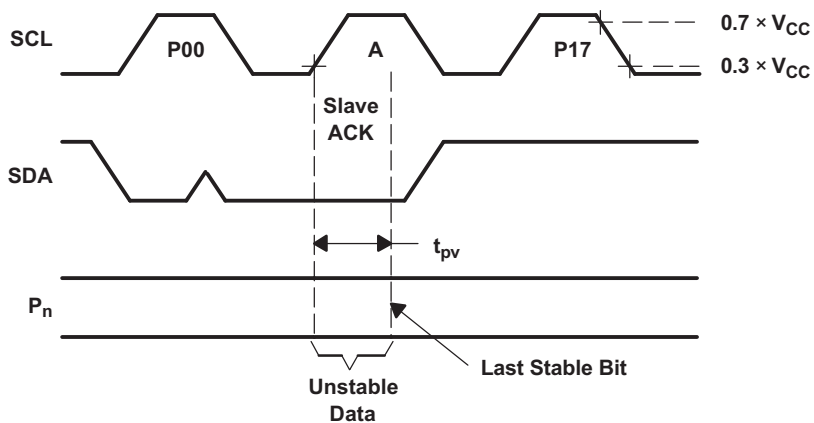 SCL
P00
A
P17
0.7 × VCC
0.3 × VCC
Slave
ACK
SDA
tpv
Pn
Last Stable Bit
Unstable
Data